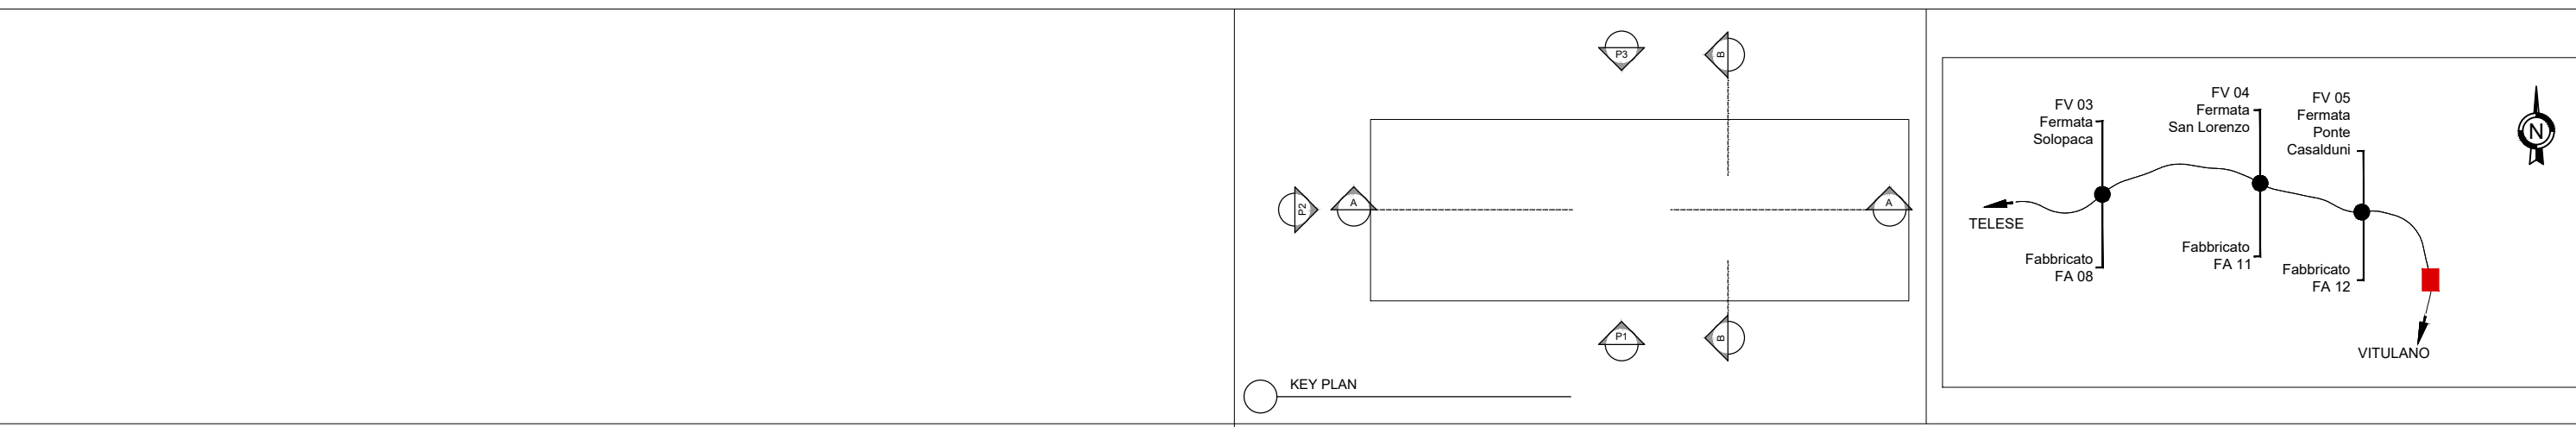 P3
B
P2
A
A
P1
B
KEY PLAN
FV 03
Fermata
Solopaca
FV 04
Fermata
San Lorenzo
FV 05
Fermata
Ponte
Casalduni
N
TELESE
Fabbricato
FA 08
Fabbricato
FA 11
Fabbricato
FA 12
VITULANO